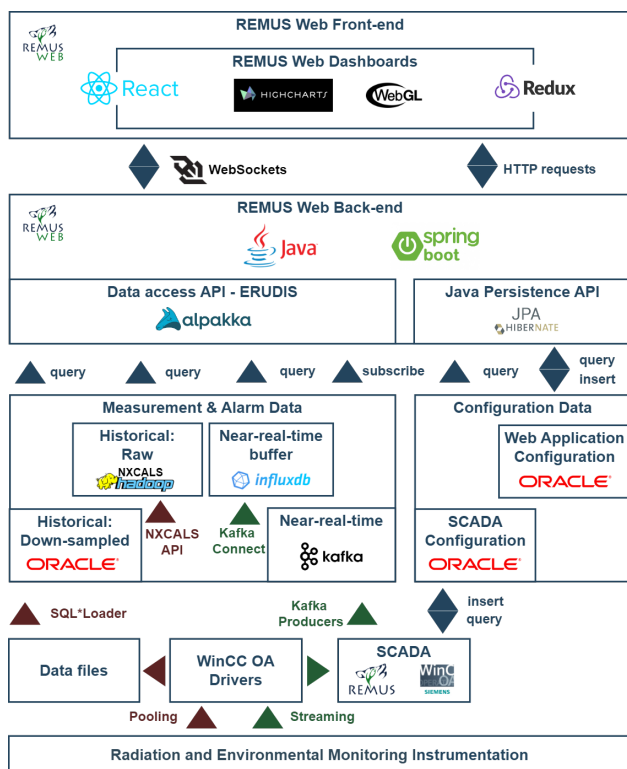 REMUS Web Front-end
REMUS
WEB
REMUS Web Dashboards
React
HIGHCHARTS
WebGL
Redux
WebSockets
HTTP requests
REMUS Web Back-end
REMUS
WEB
Java
spring
boot
Data access API - ERUDIS
alpakka
Java Persistence API
JPA
HIBERNATE
query
query
query
subscribe
query
query
insert
Measurement & Alarm Data
Historical:
Raw
NXCALS
hadoop
Near-real-time
buffer
influxdb
Historical:
Down-sampled
ORACLE
NXCALS
API
Kafka
Connect
Near-real-time
kafka
Configuration Data
Web Application
Configuration
ORACLE
SCADA
Configuration
ORACLE
SQL*Loader
Kafka
Producers
insert
query
Data files
WinCC OA
Drivers
SCADA
REMUS
WinCC
OA
SIEMENS
Pooling
Streaming
Radiation and Environmental Monitoring Instrumentation